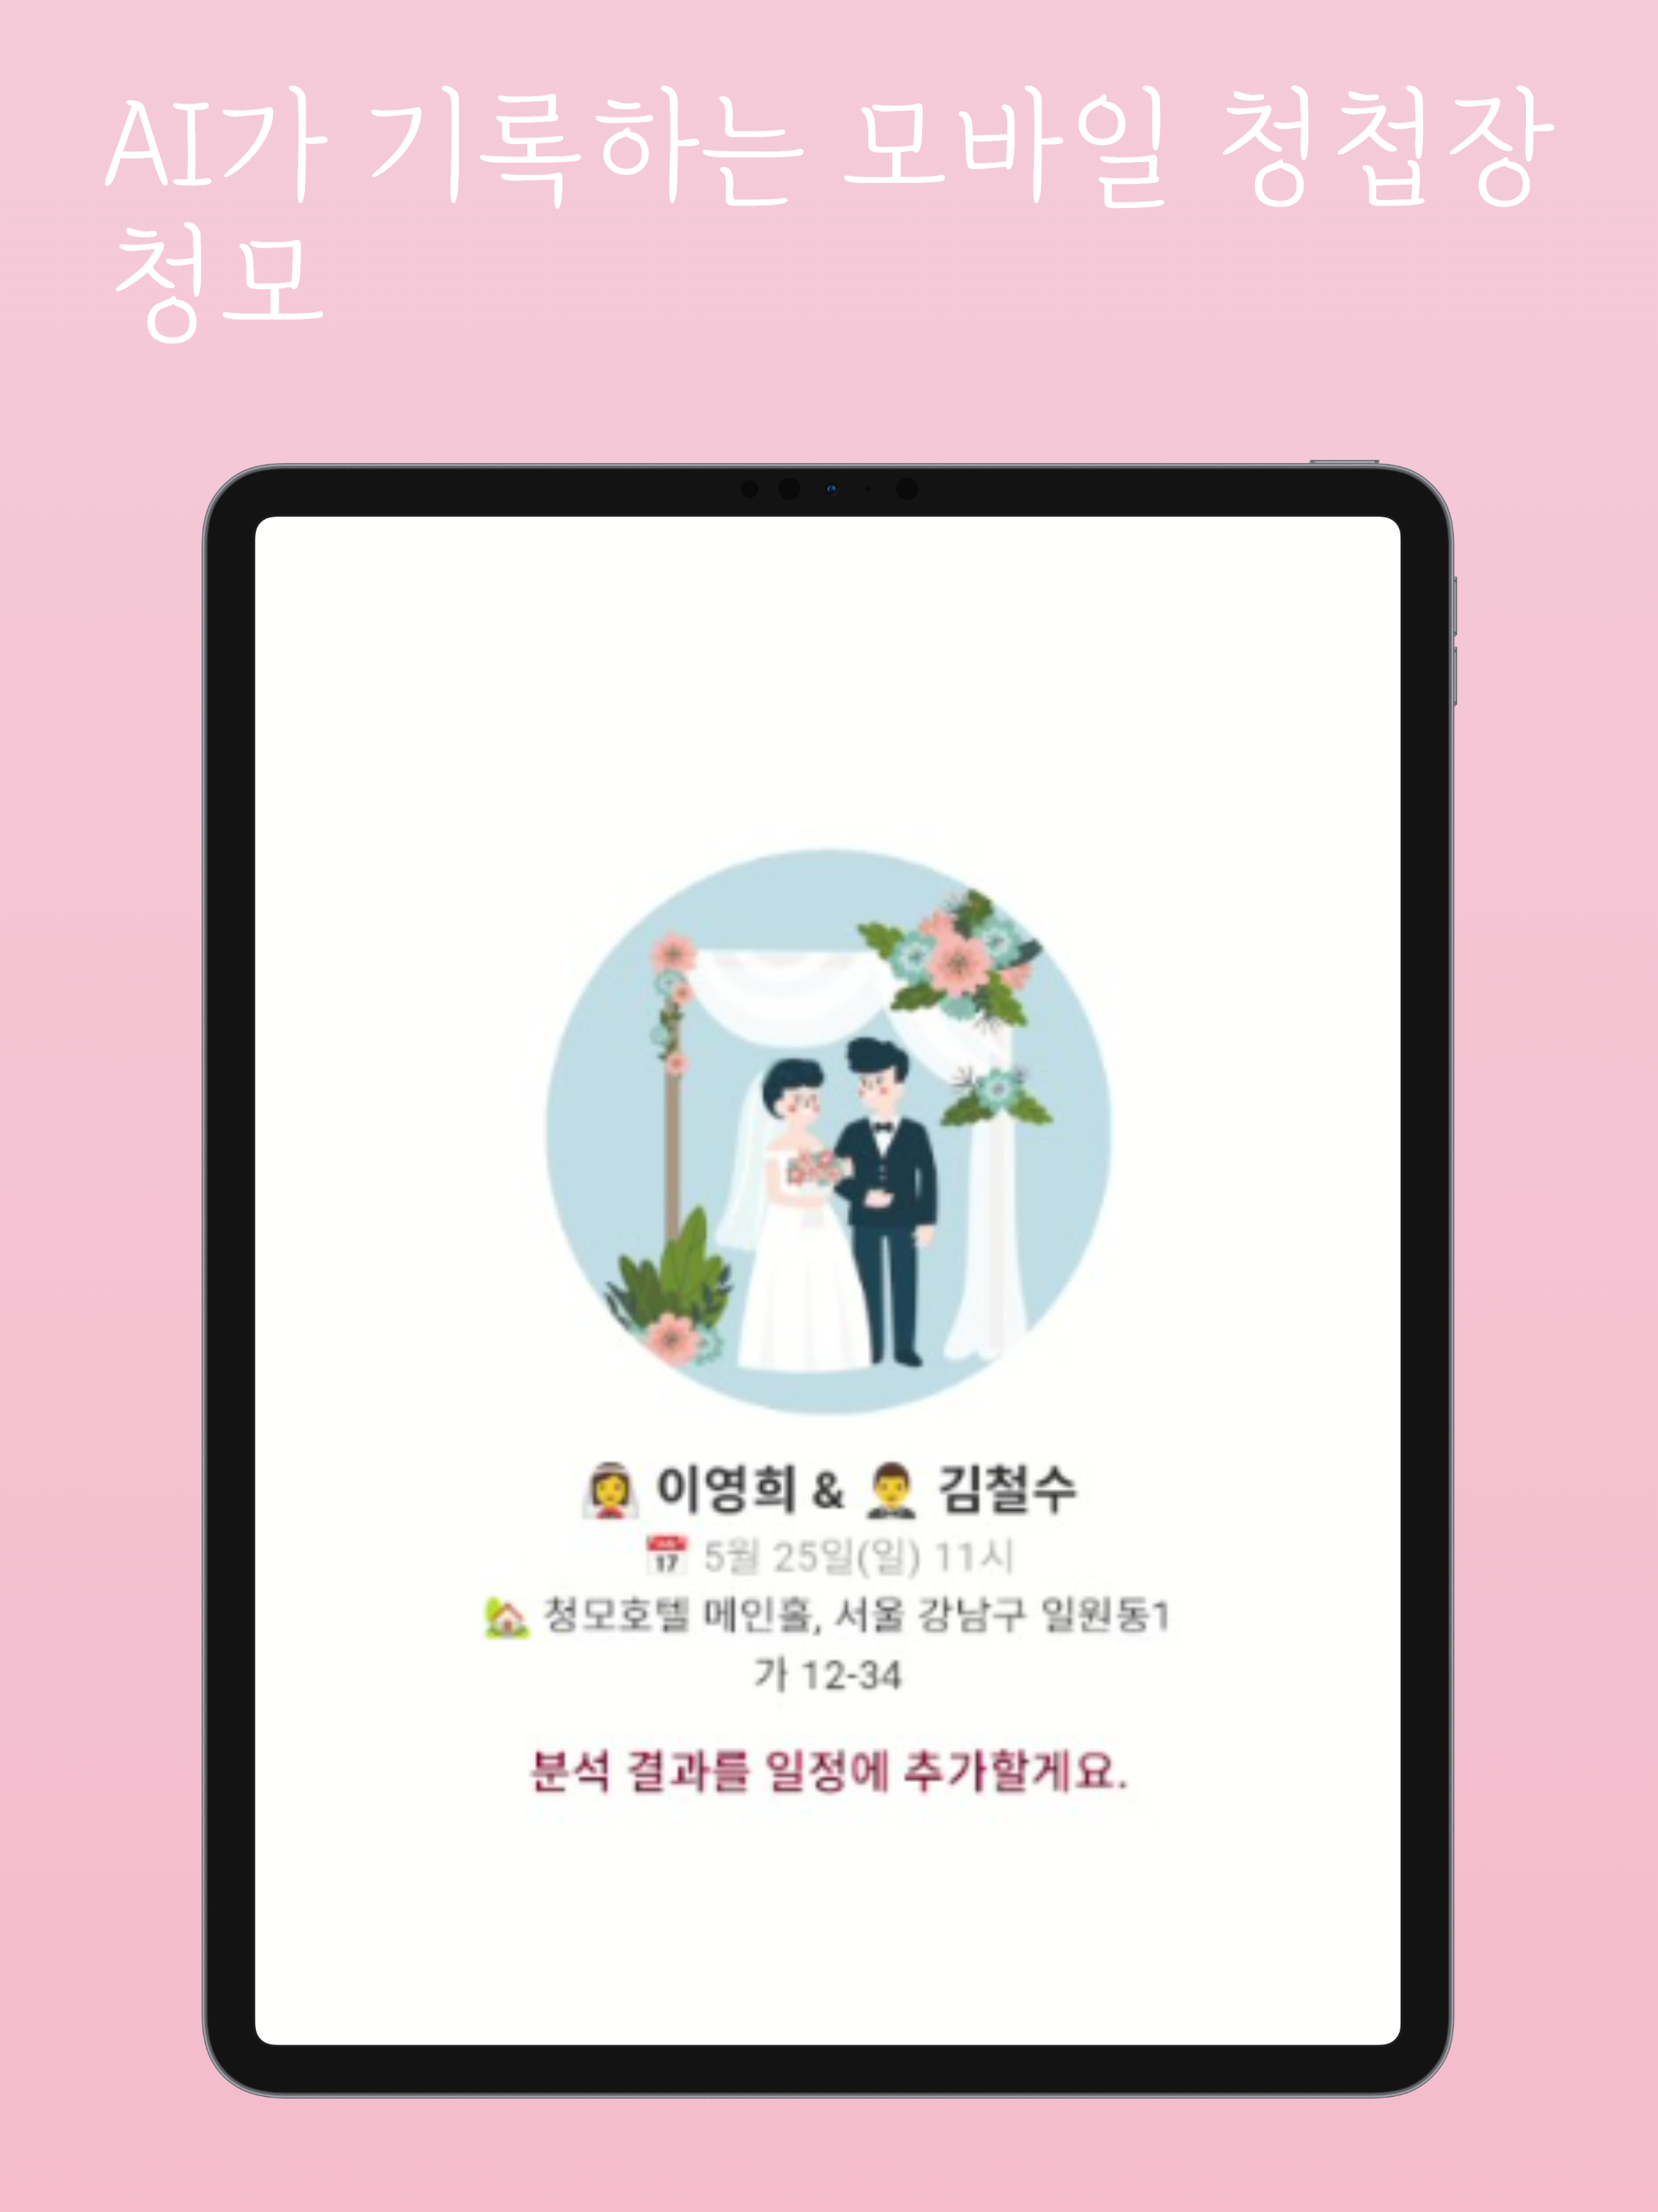 AI가 기록하는 모바일 청첩장
청모
👰 이영희 & 🤵 김철수
📅 5월 25일(일) 11시
🏡 청모호텔 메인홀, 서울 강남구 일원동1
가 12-34
분석 결과를 일정에 추가할게요.